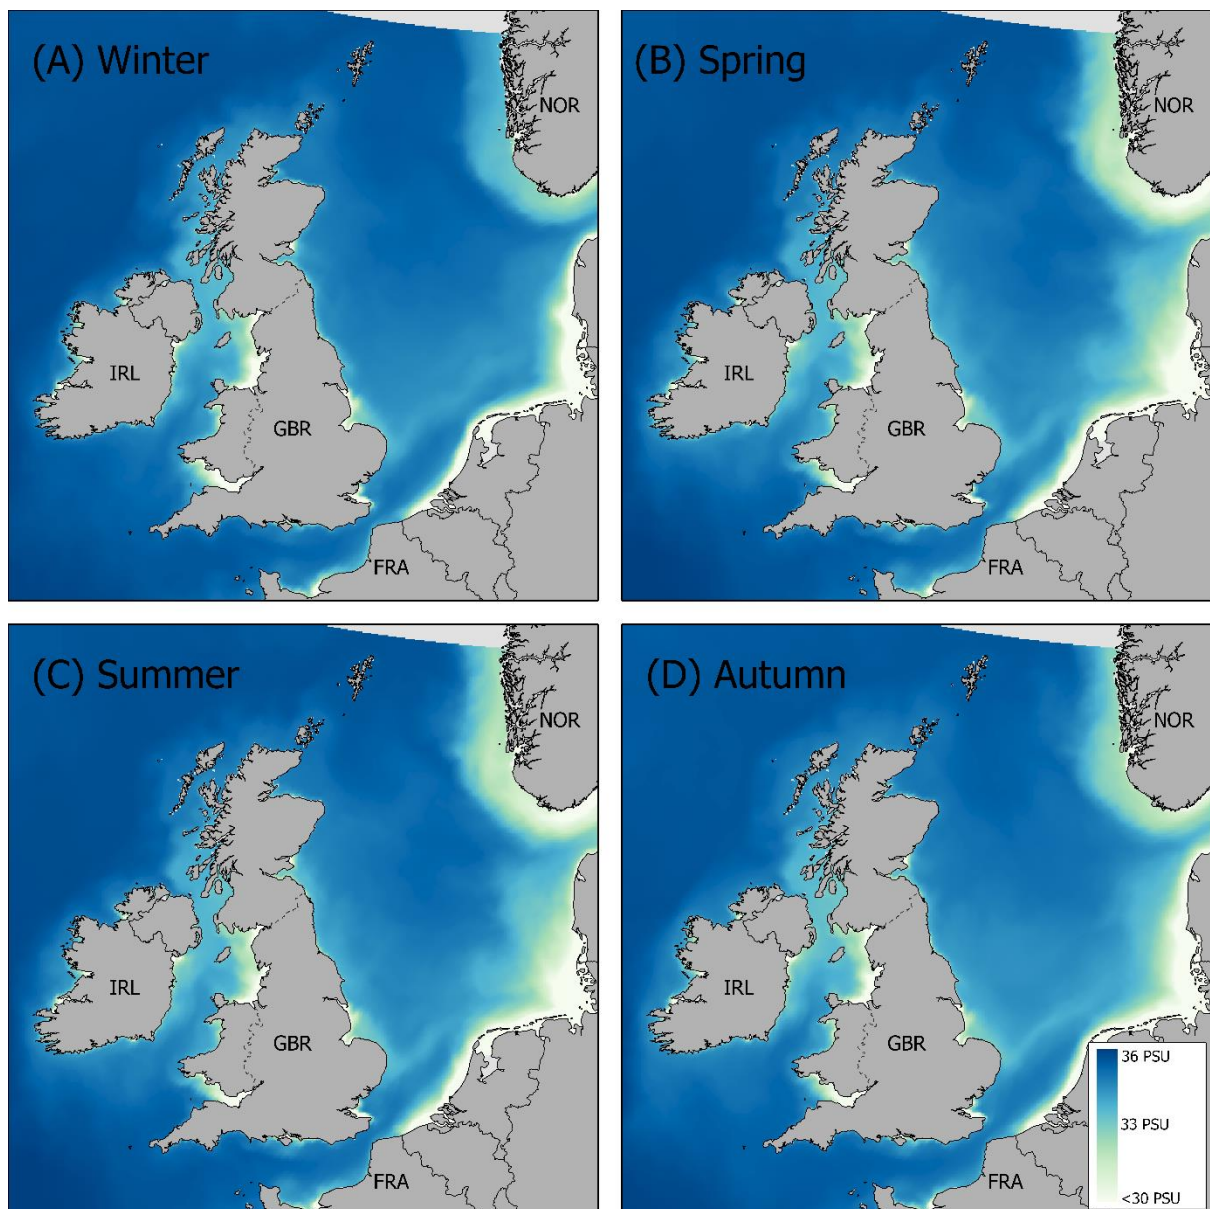 (A) Winter
NOR
IRL
GBR
FRA
(B) Spring
NOR
IRL
GBR
FRA
(C) Summer
NOR
IRL
GBR
FRA
(D) Autumn
NOR
IRL
GBR
FRA
36 PSU
33 PSU
<30 PSU